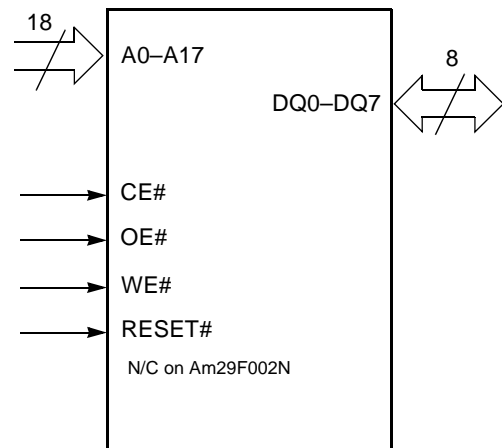 18
A0–A17
8
DQ0–DQ7
CE#
OE#
WE#
RESET#
N/C on Am29F002N